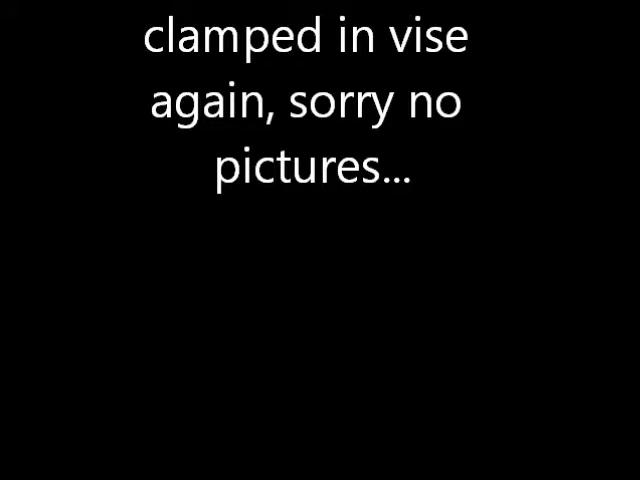 clamped in vise
again, sorry no
pictures...